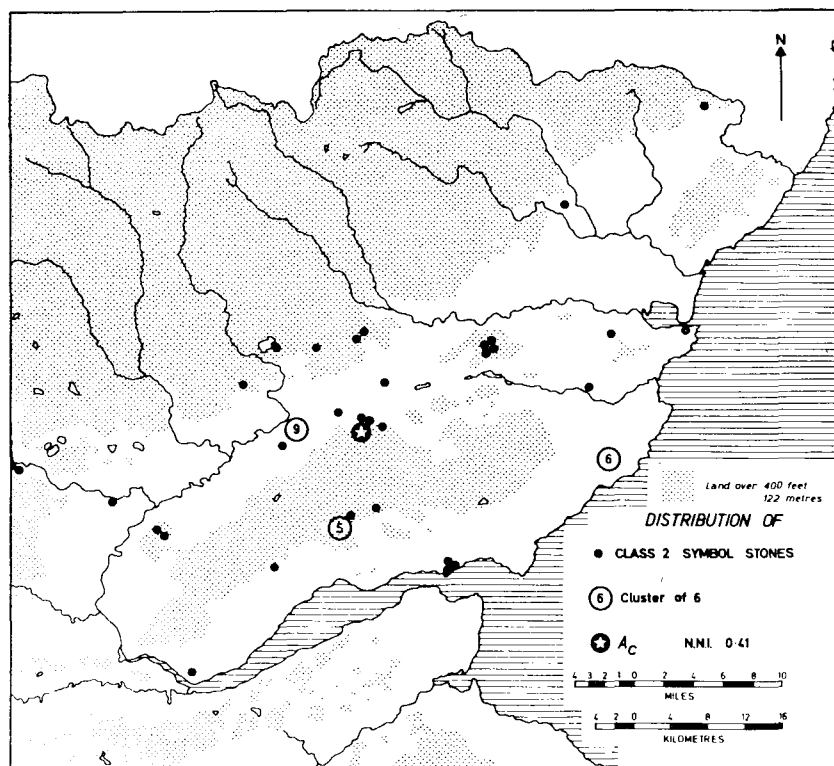 N
9
6
5
Land over 400 feet
122 metres
DISTRIBUTION OF
CLASS 2 SYMBOL STONES
6 Cluster of 6
Ac N.N.I. 0·41
4 3 2 1 0 2 4 6 8 10
MILES
4 2 0 4 8 12 16
KILOMETRES